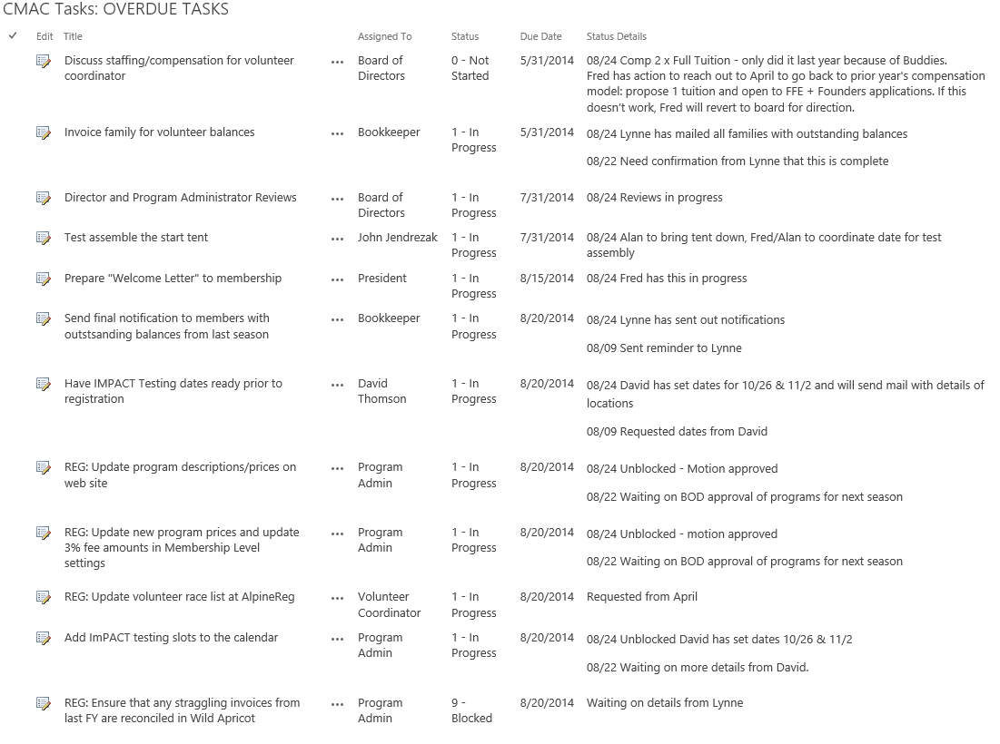 CMAC Tasks: OVERDUE TASKS
Edit Title Assigned To Status Due Date Status Details
Discuss staffing/compensation for volunteer coordinator ... Board of Directors 0 - Not Started 5/31/2014 08/24 Comp 2 x Full Tuition - only did it last year because of Buddies.
Fred has action to reach out to April to go back to prior year's compensation
model: propose 1 tuition and open to FFE + Founders applications. If this
doesn't work, Fred will revert to board for direction.
Invoice family for volunteer balances ... Bookkeeper 1 - In Progress 5/31/2014 08/24 Lynne has mailed all families with outstanding balances
08/22 Need confirmation from Lynne that this is complete
Director and Program Administrator Reviews ... Board of Directors 1 - In Progress 7/31/2014 08/24 Reviews in progress
Test assemble the start tent ... John Jendrezak 1 - In Progress 7/31/2014 08/24 Alan to bring tent down, Fred/Alan to coordinate date for test
assembly
Prepare "Welcome Letter" to membership ... President 1 - In Progress 8/15/2014 08/24 Fred has this in progress
Send final notification to members with outstsanding balances from last season ... Bookkeeper 1 - In Progress 8/20/2014 08/24 Lynne has sent out notifications
08/09 Sent reminder to Lynne
Have IMPACT Testing dates ready prior to registration ... David Thomson 1 - In Progress 8/20/2014 08/24 David has set dates for 10/26 & 11/2 and will send mail with details of
locations
08/09 Requested dates from David
REG: Update program descriptions/prices on web site ... Program Admin 1 - In Progress 8/20/2014 08/24 Unblocked - Motion approved
08/22 Waiting on BOD approval of programs for next season
REG: Update new program prices and update 3% fee amounts in Membership Level settings ... Program Admin 1 - In Progress 8/20/2014 08/24 Unblocked - motion approved
08/22 Waiting on BOD approval of programs for next season
REG: Update volunteer race list at AlpineReg ... Volunteer Coordinator 1 - In Progress 8/20/2014 Requested from April
Add ImPACT testing slots to the calendar ... Program Admin 1 - In Progress 8/20/2014 08/24 Unblocked David has set dates 10/26 & 11/2
08/22 Waiting on more details from David.
REG: Ensure that any straggling invoices from last FY are reconciled in Wild Apricot ... Program Admin 9 - Blocked 8/20/2014 Waiting on details from Lynne